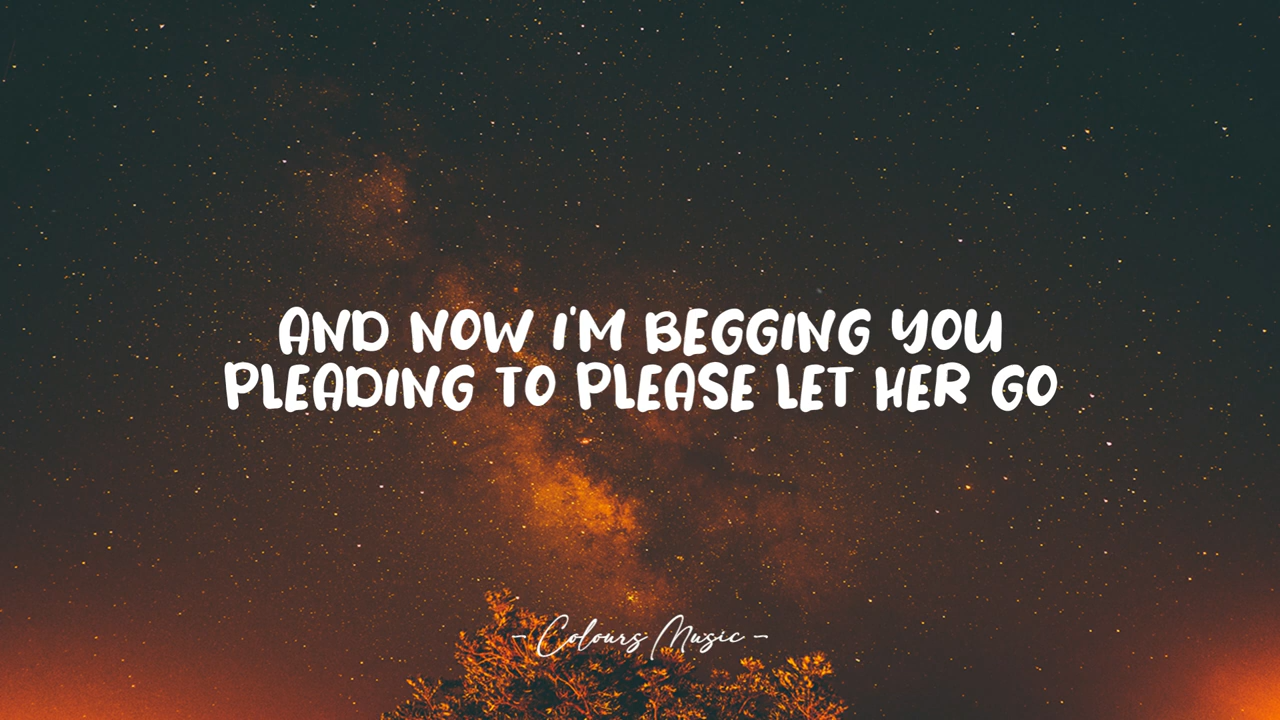 AND NOW I'M BEGGING YOU
PLEADING TO PLEASE LET HER GO
- Colours Music -